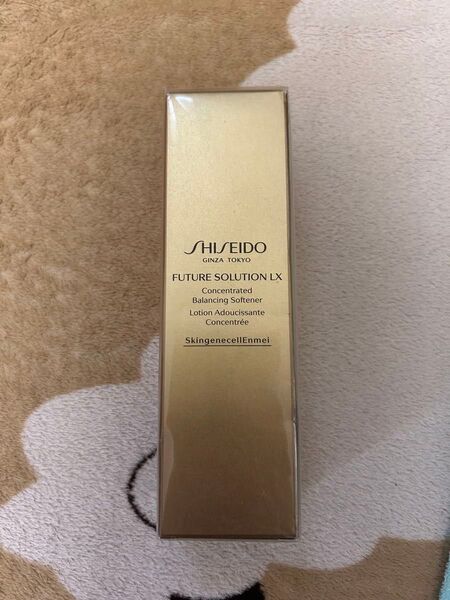 SHISEIDO
GINZA TOKYO
FUTURE SOLUTION LX
Concentrated
Balancing Softener
Lotion Adoucissante
Concentrée
SkingenecellEnmei